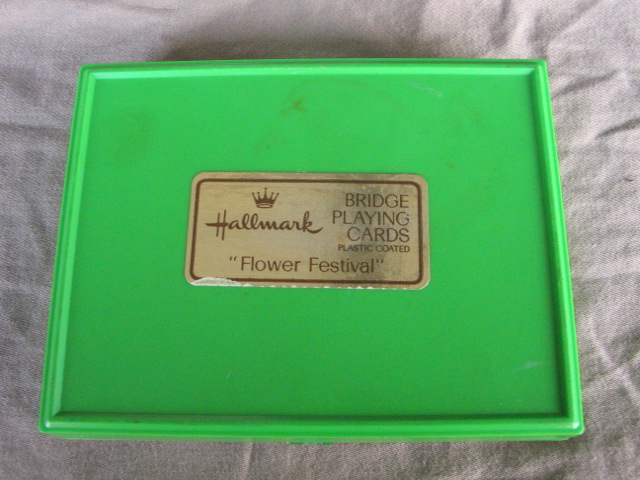 Hallmark
BRIDGE
PLAYING
CARDS
PLASTIC COATED
"Flower Festival"